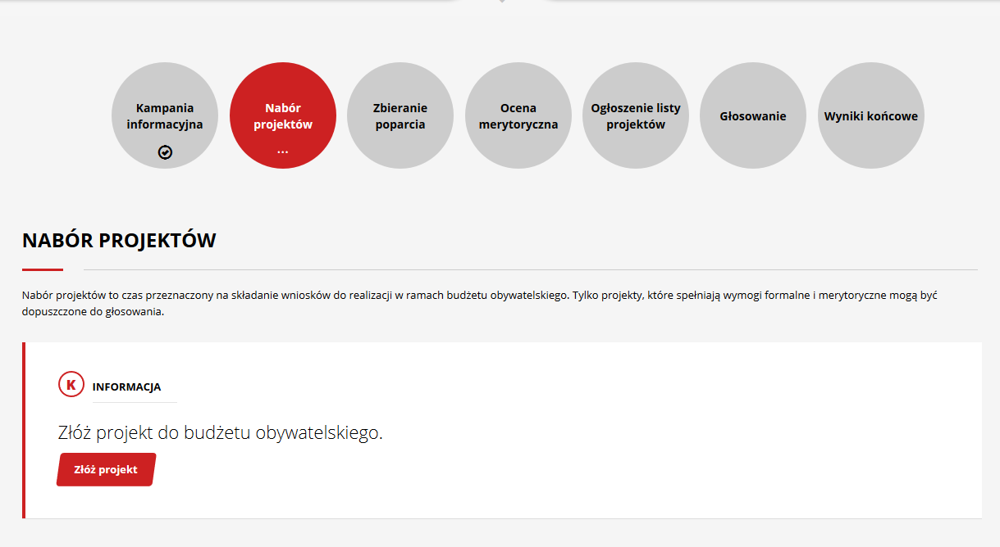 Kampania
informacyjna
Nabór
projektów
...
Zbieranie
poparcia
Ocena
merytoryczna
Ogłoszenie listy
projektów
Głosowanie
Wyniki końcowe
NABÓR PROJEKTÓW
Nabór projektów to czas przeznaczony na składanie wniosków do realizacji w ramach budżetu obywatelskiego. Tylko projekty, które spełniają wymogi formalne i merytoryczne mogą być
dopuszczone do głosowania.
K INFORMACJA
Złóż projekt do budżetu obywatelskiego.
Złóż projekt